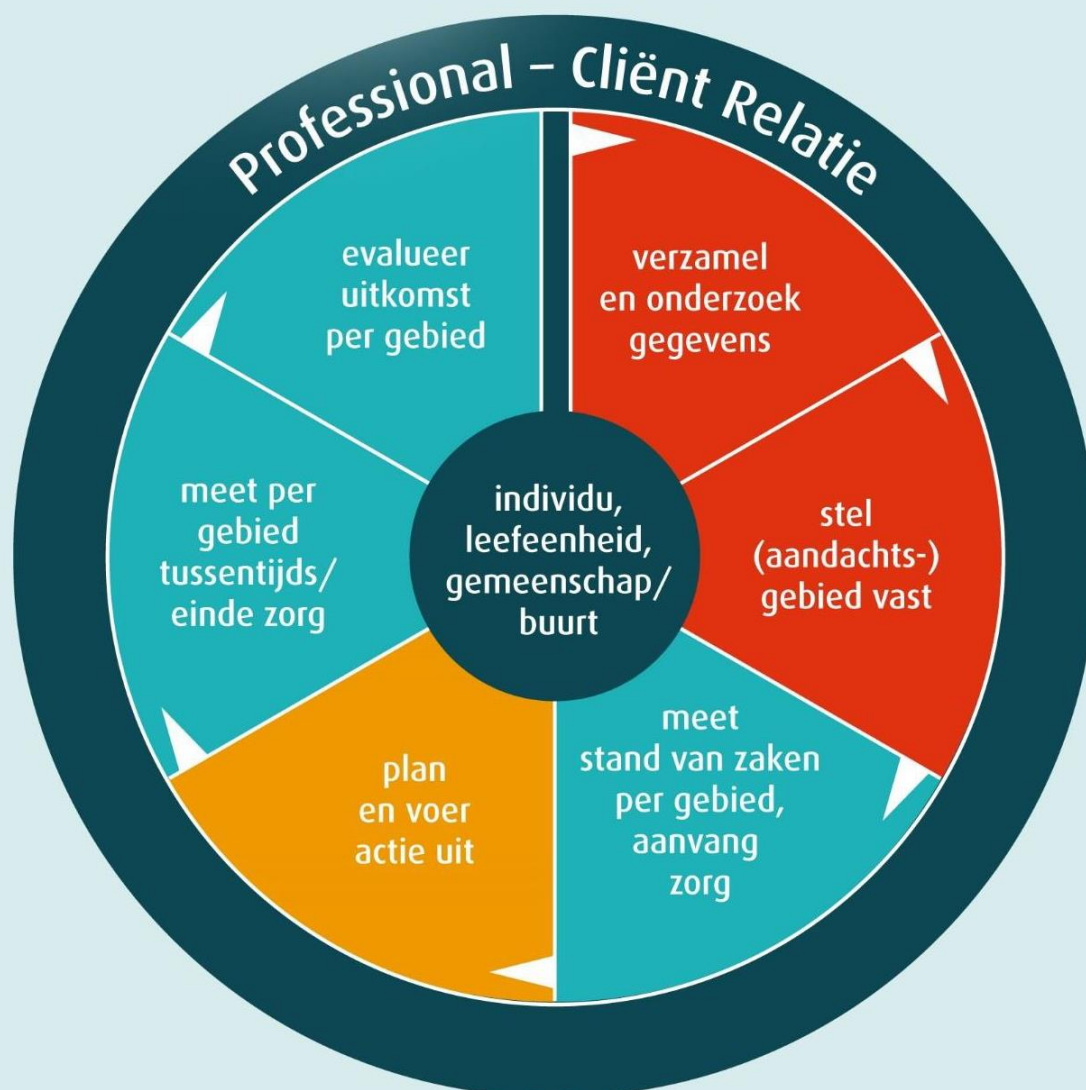 Professional – Cliënt Relatie
verzamel
en onderzoek
gegevens
stel
(aandachts-)
gebied vast
meet
stand van zaken
per gebied,
aanvang
zorg
plan
en voer
actie uit
meet per
gebied
tussentijds/
einde zorg
evalueer
uitkomst
per gebied
individu,
leefeenheid,
gemeenschap/
buurt